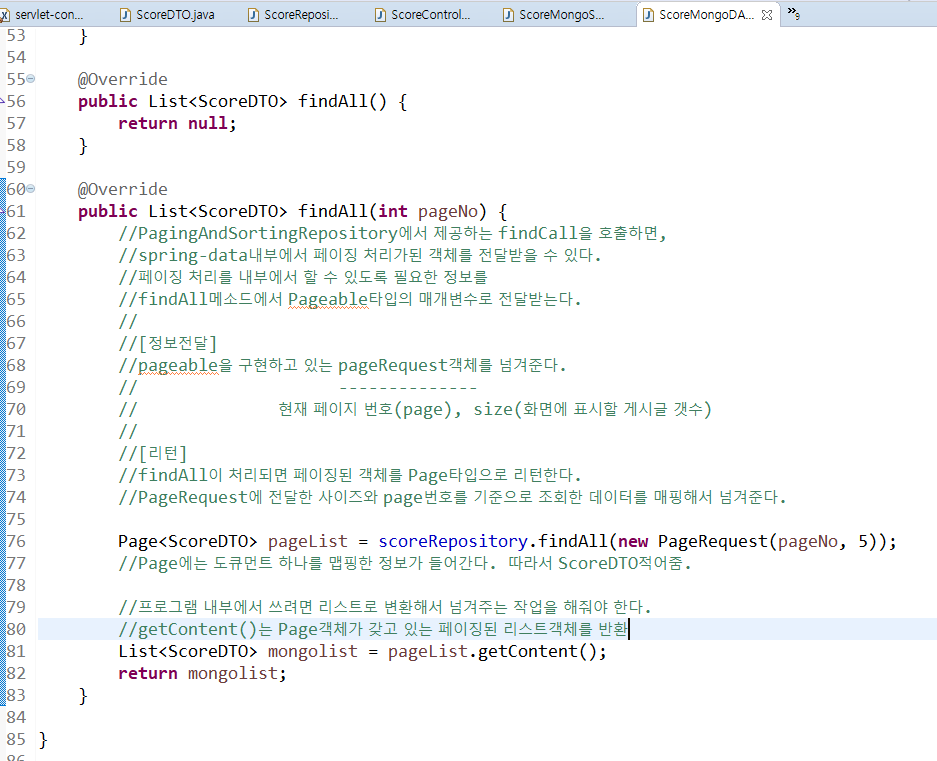 servlet-con... ScoreDTO.java ScoreReposi... ScoreControl... ScoreMongoS... ScoreMongoDA... 9
53 }
54
55 @Override
56 public List<ScoreDTO> findAll() {
57 return null;
58 }
59
60 @Override
61 public List<ScoreDTO> findAll(int pageNo) {
62 //PagingAndSortingRepository에서 제공하는 findCall을 호출하면,
63 //spring-data내부에서 페이징 처리가된 객체를 전달받을 수 있다.
64 //페이징 처리를 내부에서 할 수 있도록 필요한 정보를
65 //findAll메소드에서 Pageable타입의 매개변수로 전달받는다.
66 //
67 //[정보전달]
68 //pageable을 구현하고 있는 pageRequest객체를 넘겨준다.
69 // --------------
70 // 현재 페이지 번호(page), size(화면에 표시할 게시글 갯수)
71 //
72 //[리턴]
73 //findAll이 처리되면 페이징된 객체를 Page타입으로 리턴한다.
74 //PageRequest에 전달한 사이즈와 page번호를 기준으로 조회한 데이터를 매핑해서 넘겨준다.
75
76 Page<ScoreDTO> pageList = scoreRepository.findAll(new PageRequest(pageNo, 5));
77 //Page에는 도큐먼트 하나를 맵핑한 정보가 들어간다. 따라서 ScoreDTO적어줌.
78
79 //프로그램 내부에서 쓰려면 리스트로 변환해서 넘겨주는 작업을 해줘야 한다.
80 //getContent()는 Page객체가 갖고 있는 페이징된 리스트객체를 반환
81 List<ScoreDTO> mongolist = pageList.getContent();
82 return mongolist;
83 }
84
85 }
86